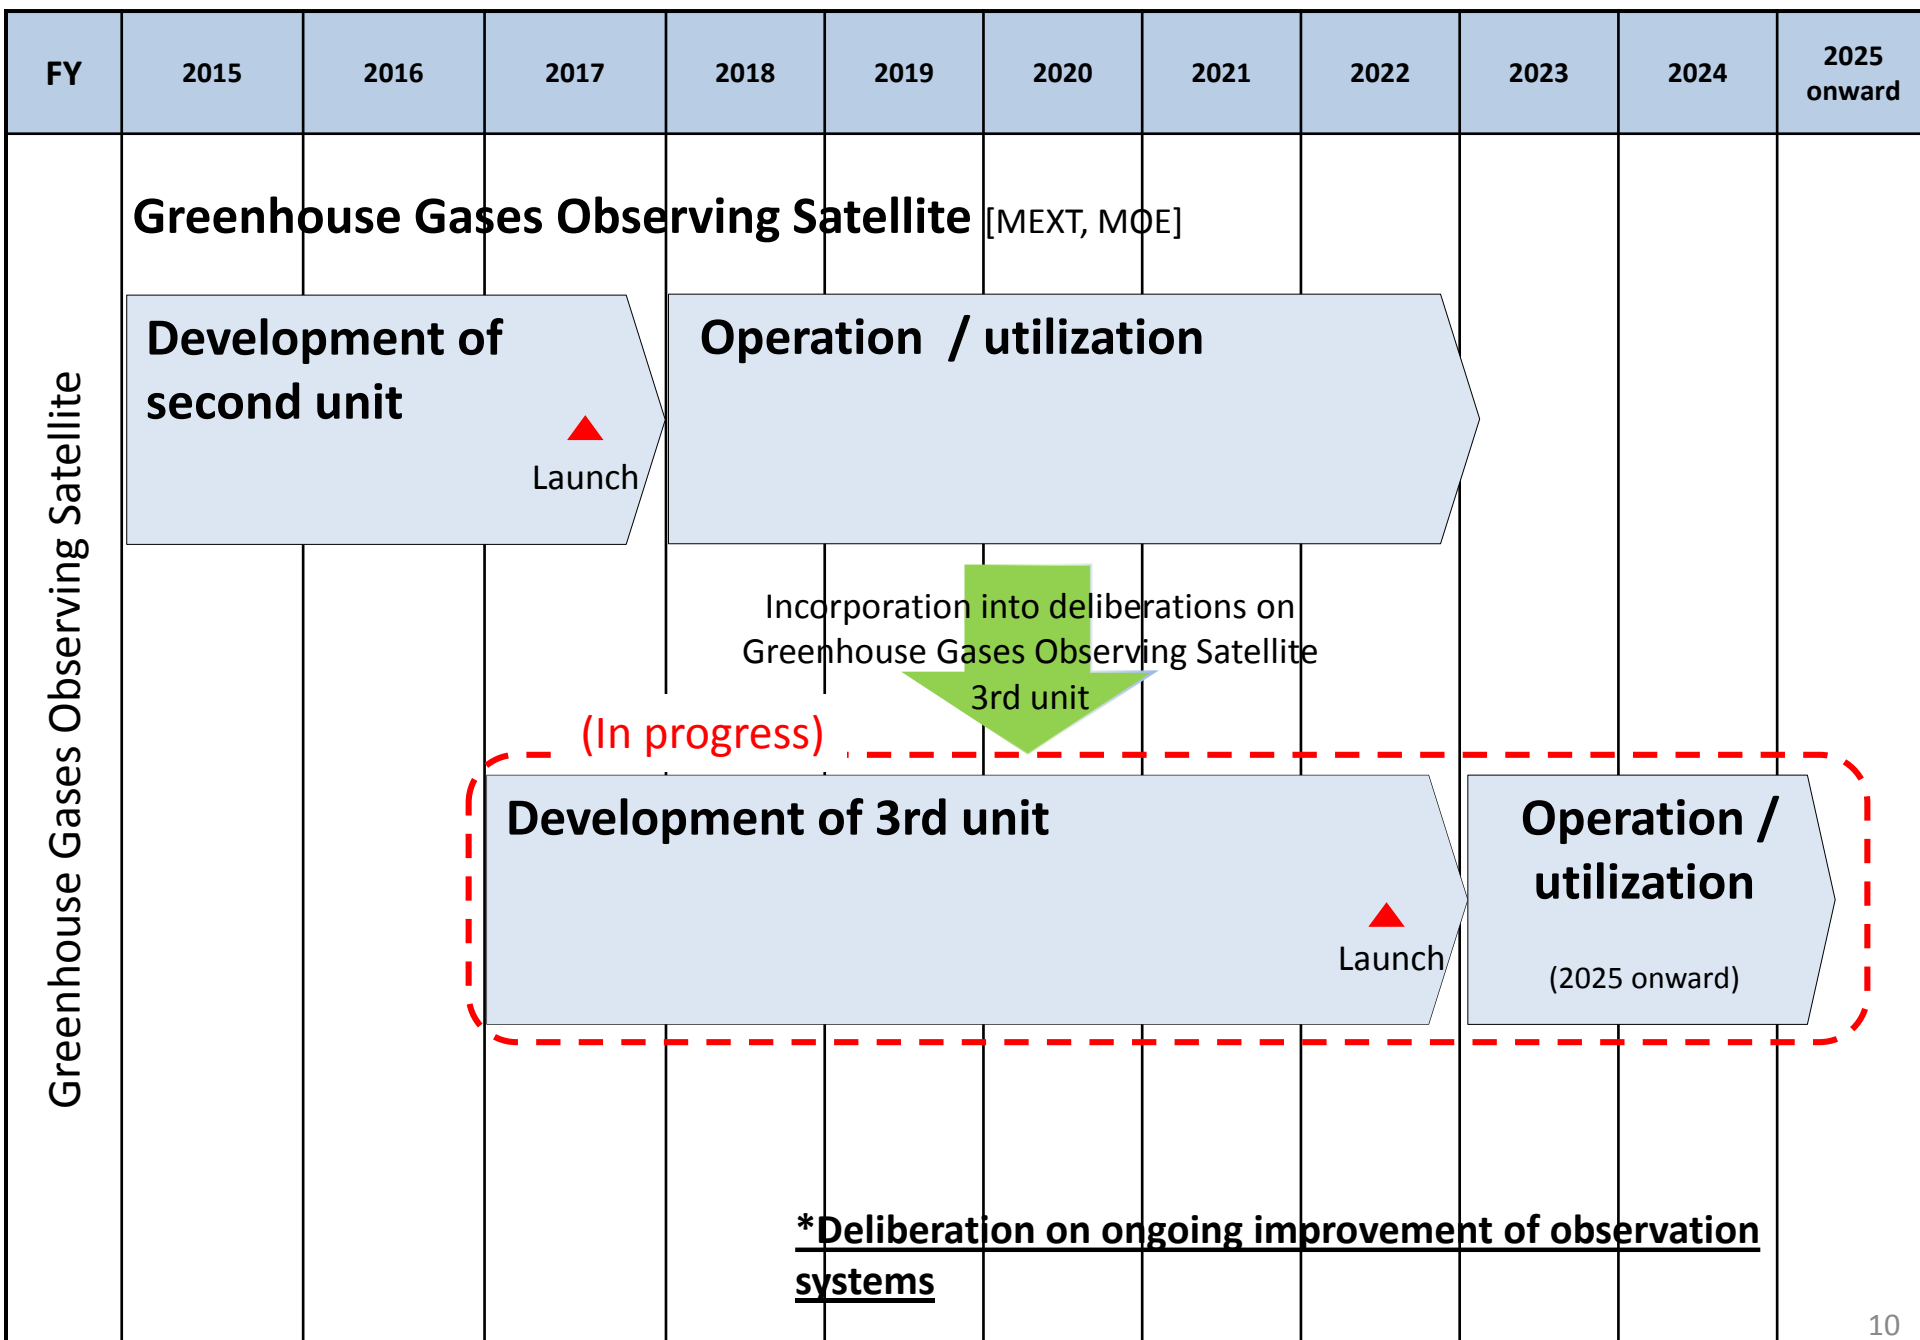 FY
2015
2016
2017
2018
2019
2020
2021
2022
2023
2024
2025
onward
Greenhouse Gases Observing Satellite
Greenhouse Gases Observing Satellite [MEXT, MOE]
Development of
second unit
Launch
Operation / utilization
Incorporation into deliberations on
Greenhouse Gases Observing Satellite
3rd unit
(In progress)
Development of 3rd unit
Launch
Operation /
utilization
(2025 onward)
*Deliberation on ongoing improvement of observation
systems
10